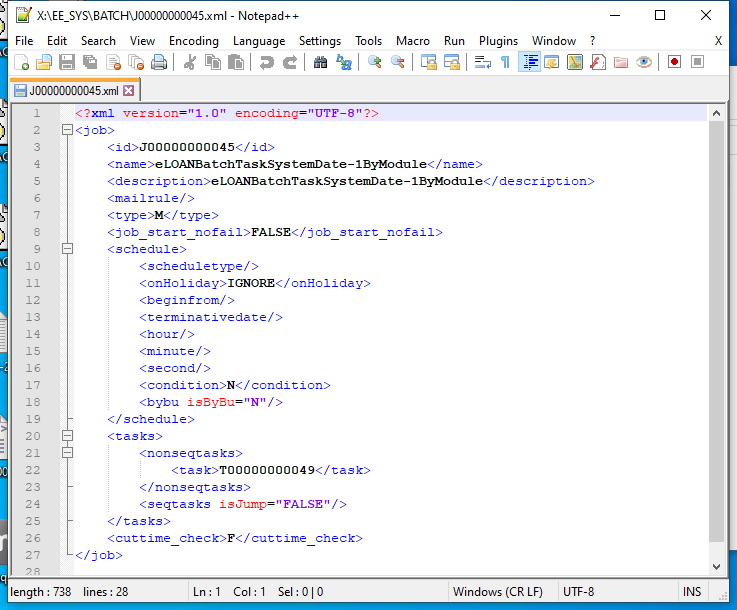 X:\EE_SYS\BATCH\J00000000045.xml - Notepad++
File Edit Search View Encoding Language Settings Tools Macro Run Plugins Window ? X
J00000000045.xml
1 <?xml version="1.0" encoding="UTF-8"?>
2 <job>
3 <id>J00000000045</id>
4 <name>eLOANBatchTaskSystemDate-1ByModule</name>
5 <description>eLOANBatchTaskSystemDate-1ByModule</description>
6 <mailrule/>
7 <type>M</type>
8 <job_start_nofail>FALSE</job_start_nofail>
9 <schedule>
10 <scheduletype/>
11 <onHoliday>IGNORE</onHoliday>
12 <beginfrom/>
13 <terminativedate/>
14 <hour/>
15 <minute/>
16 <second/>
17 <condition>N</condition>
18 <bybu isByBu="N"/>
19 </schedule>
20 <tasks>
21 <nonseqtasks>
22 <task>T00000000049</task>
23 </nonseqtasks>
24 <seqtasks isJump="FALSE"/>
25 </tasks>
26 <cuttime_check>F</cuttime_check>
27 </job>
28
length : 738 lines : 28 Ln : 1 Col : 1 Sel : 0 | 0 Windows (CR LF) UTF-8 INS